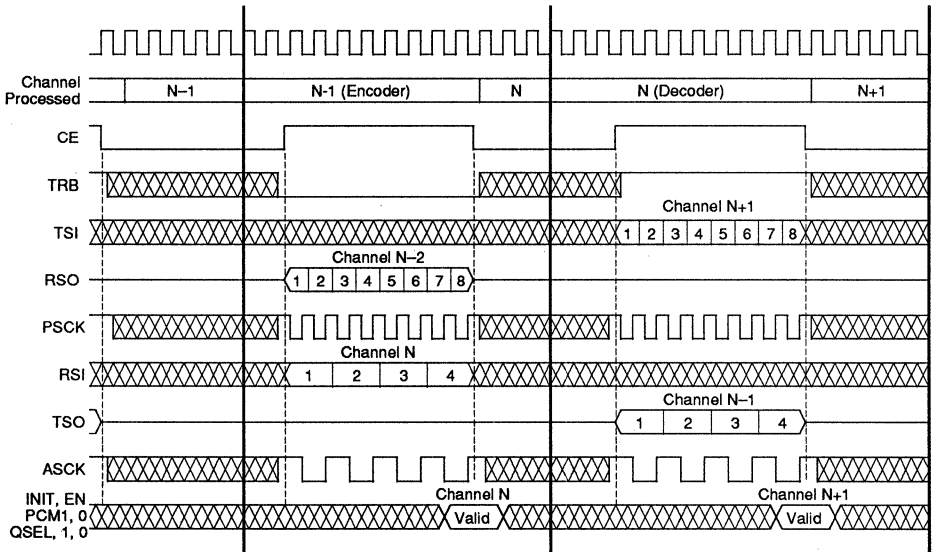 Channel
Processed
N–1
N-1 (Encoder)
N
N (Decoder)
N+1
CE
TRB
Channel N+1
TSI
1 2 3 4 5 6 7 8
Channel N–2
RSO
1 2 3 4 5 6 7 8
PSCK
Channel N
RSI
1 2 3 4
Channel N–1
TSO
1 2 3 4
ASCK
Channel N
Channel N+1
INIT, EN
PCM1, 0
QSEL, 1, 0
Valid
Valid